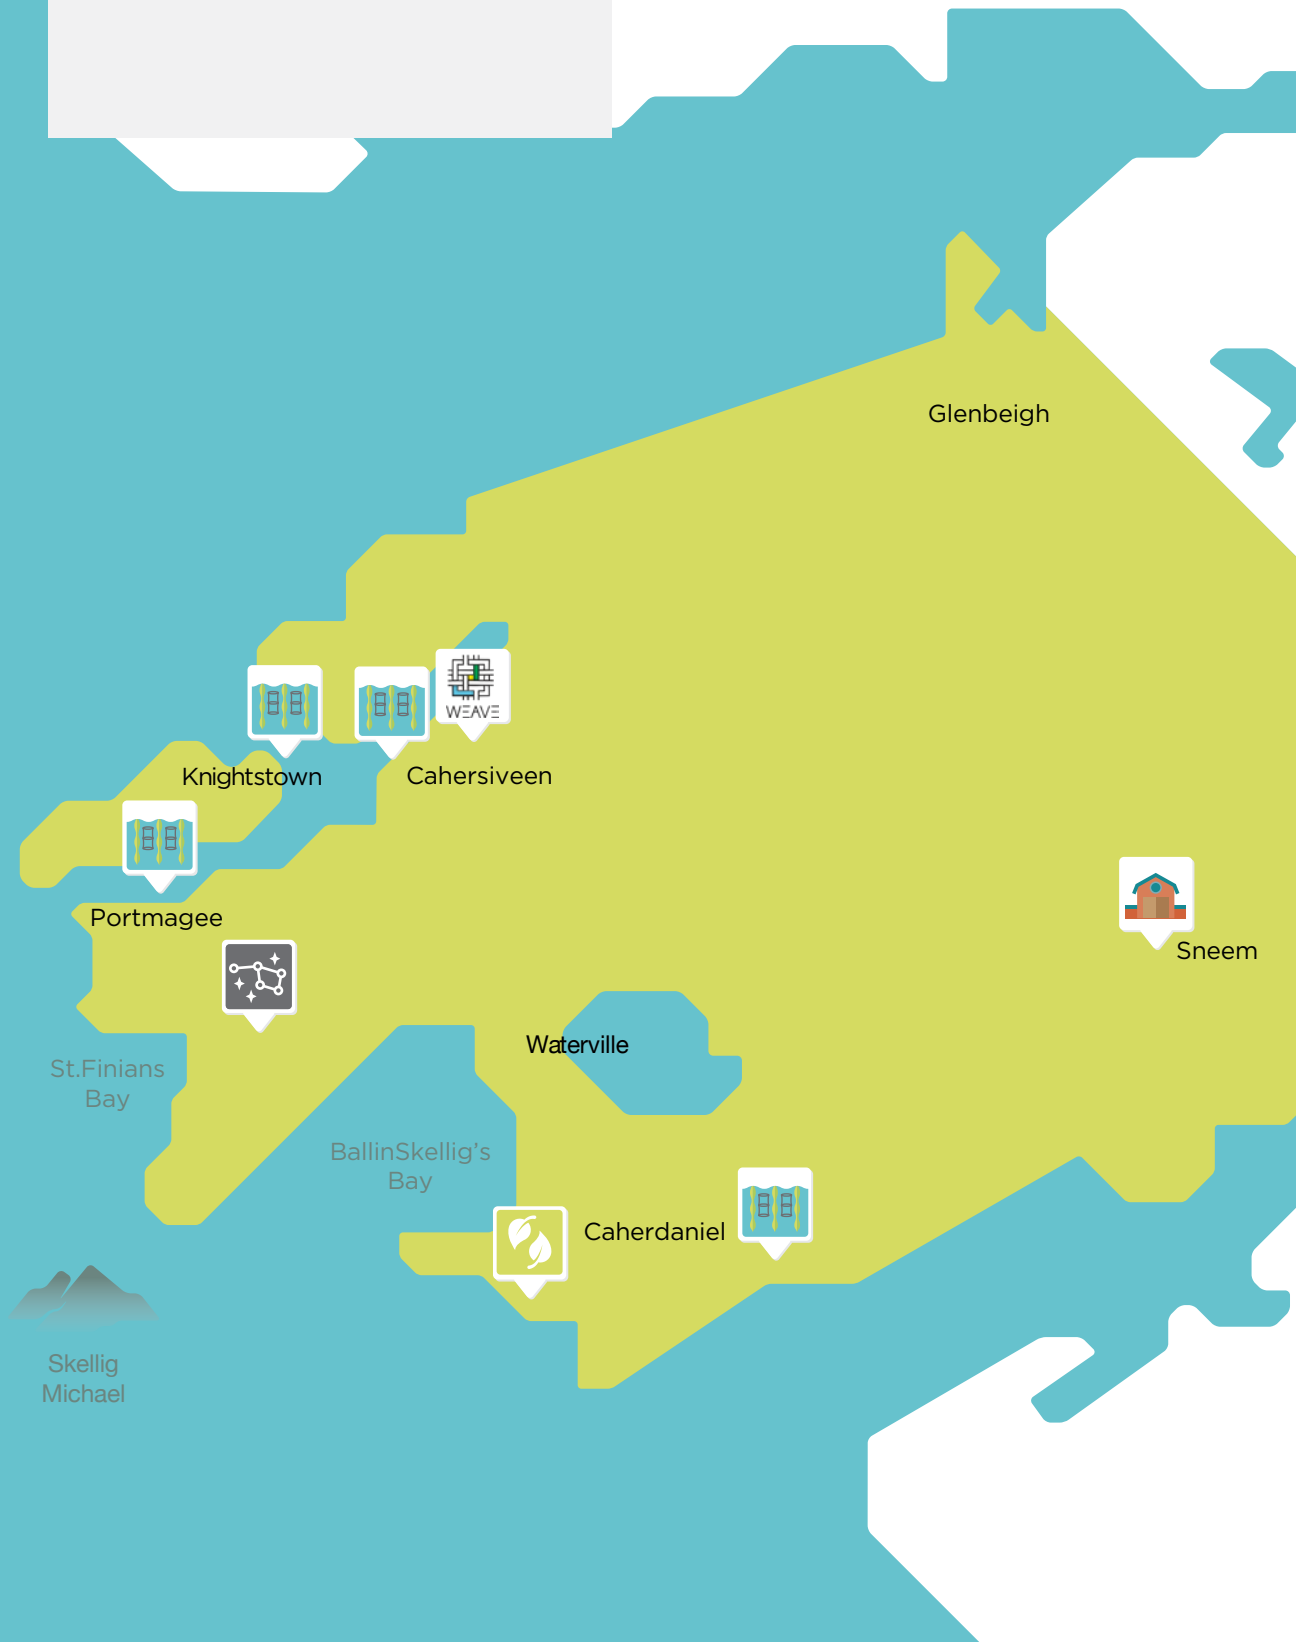 Glenbeigh
WEAVE
Knightstown
Cahersiveen
Portmagee
Sneem
Waterville
St.Finians
Bay
BallinSkellig's
Bay
Caherdaniel
Skellig
Michael